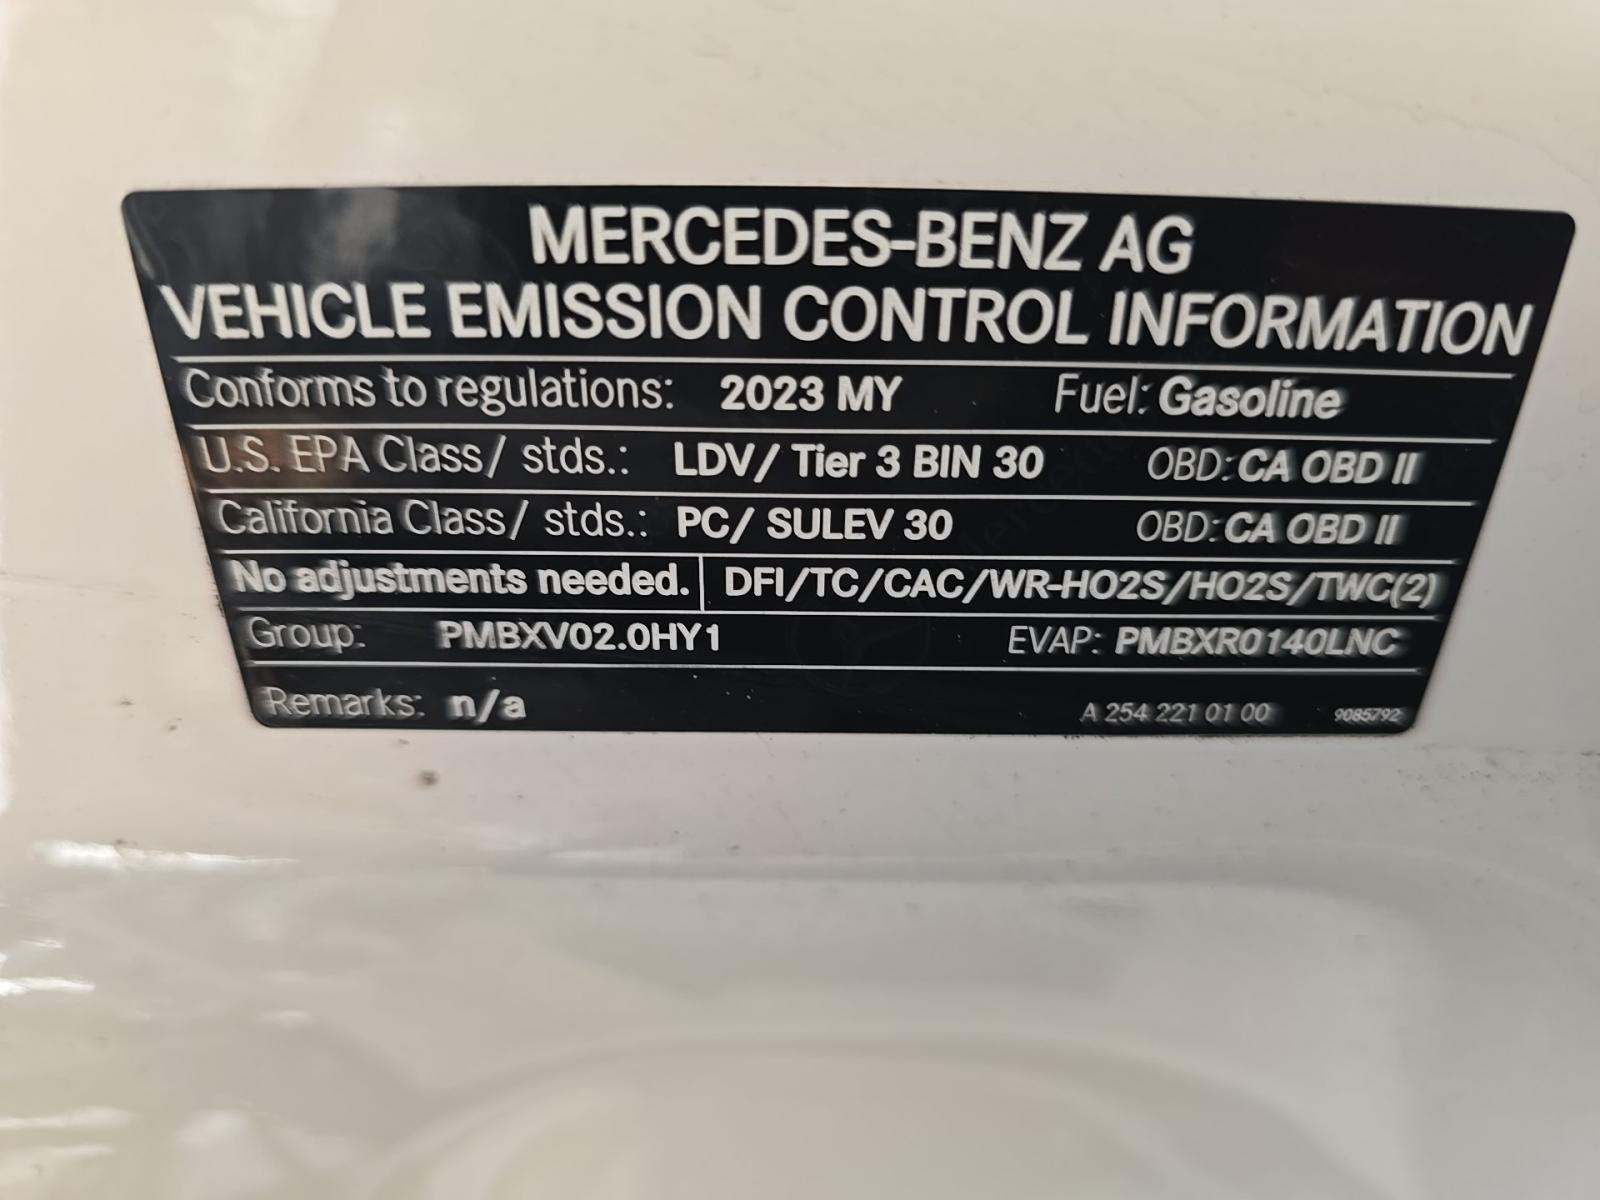 MERCEDES-BENZ AG
VEHICLE EMISSION CONTROL INFORMATION
Conforms to regulations: 2023 MY Fuel: Gasoline
U.S. EPA Class/ stds.: LDV/ Tier 3 BIN 30 OBD: CA OBD II
California Class/ stds.: PC/ SULEV 30 OBD: CA OBD II
No adjustments needed. DFI/TC/CAC/WR-HO2S/HO2S/TWC(2)
Group: PMBXV02.0HY1 EVAP: PMBXR0140LNC
Remarks: n/a A 254 221 01 00 9085792